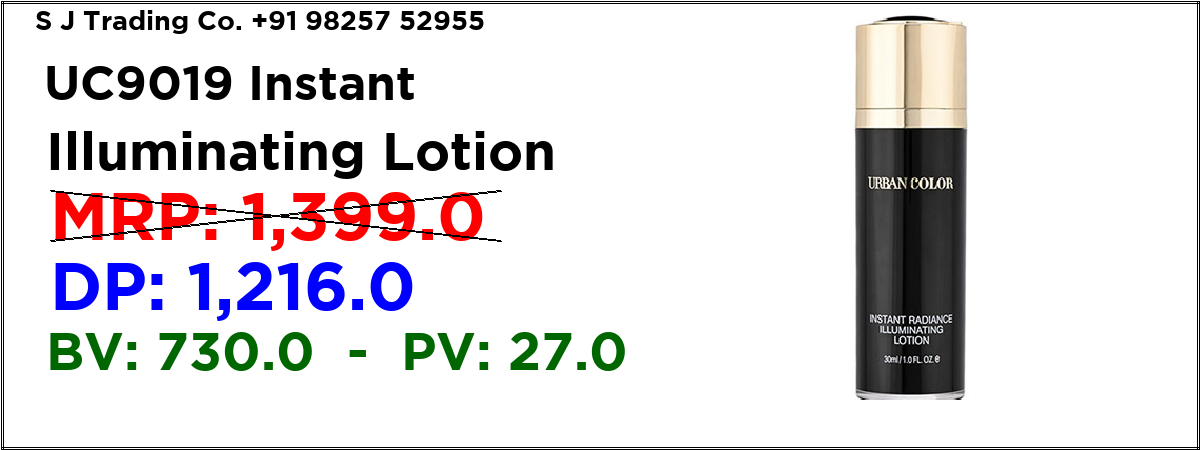 S J Trading Co. +91 98257 52955
UC9019 Instant
Illuminating Lotion
MRP: 1,399.0
DP: 1,216.0
BV: 730.0 - PV: 27.0
URBAN COLOR
INSTANT RADIANCE
ILLUMINATING
LOTION
30ml./1.0 FL. OZ. ℮